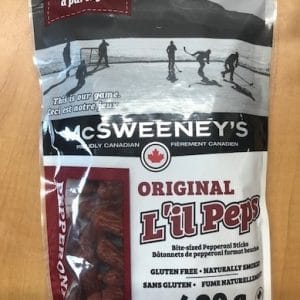 This is our game.
Ceci est notre jeu
McSWEENEY'S
PROUDLY CANADIAN FIÈREMENT CANADIEN
ORIGINAL
L'il Peps
Bite-sized Pepperoni Sticks
Bâtonnets de pepperoni format bouchée
GLUTEN FREE • NATURALLY SMOKED
SANS GLUTEN • FUMÉ NATURELLEMENT
PEPPERONI